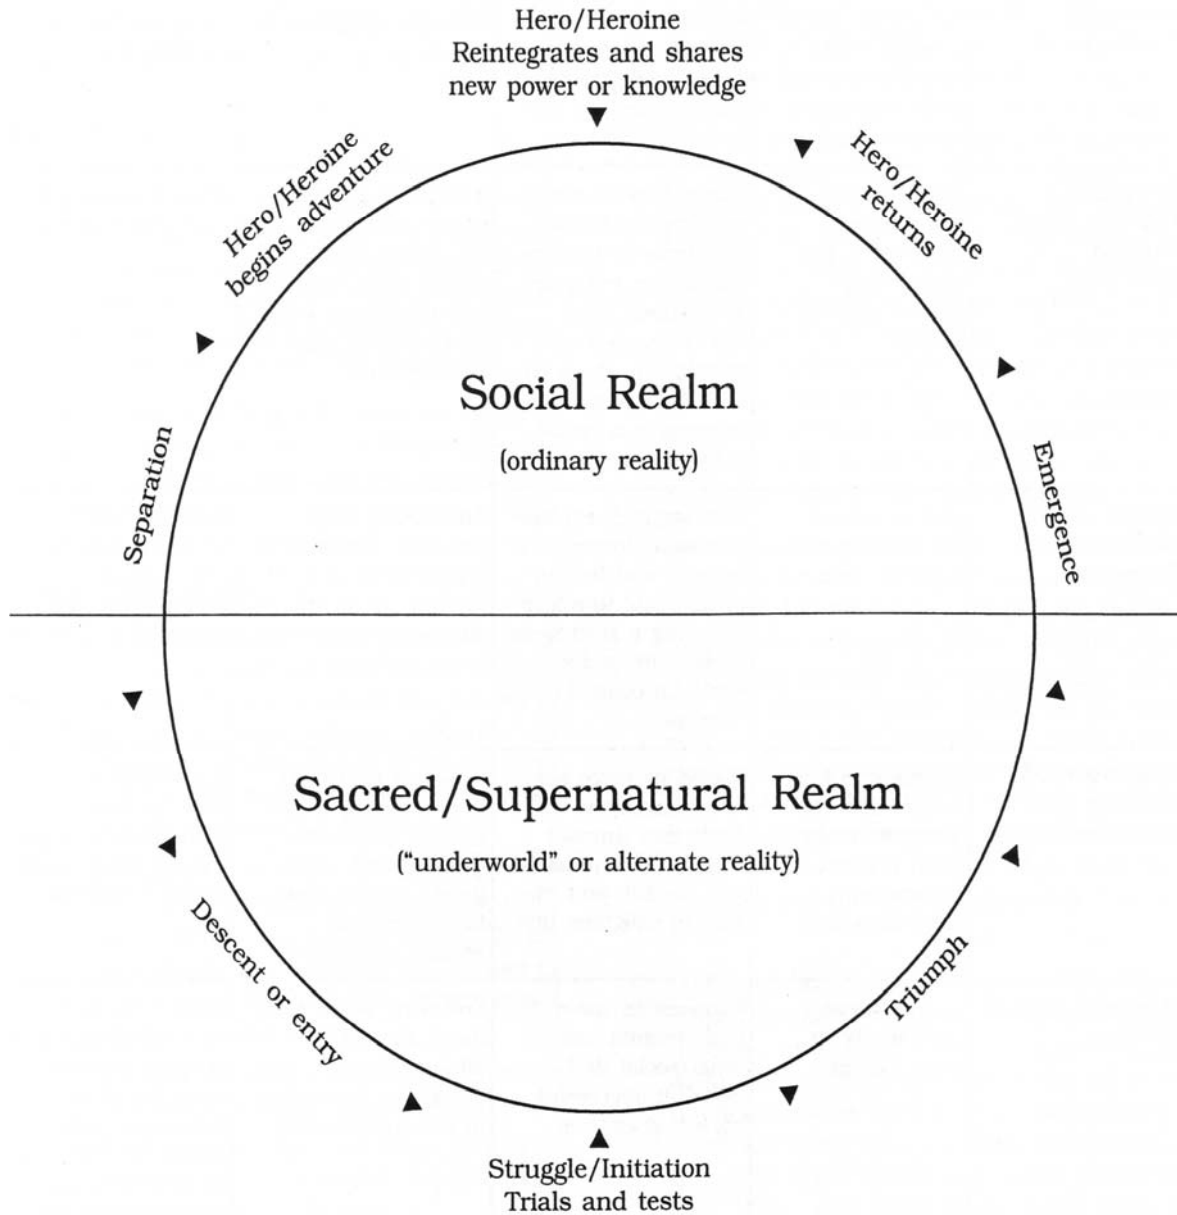 Hero/Heroine
Reintegrates and shares
new power or knowledge
Hero/Heroine
begins adventure
Hero/Heroine
returns
Social Realm
(ordinary reality)
Separation
Emergence
Sacred/Supernatural Realm
(“underworld” or alternate reality)
Descent or entry
Triumph
Struggle/Initiation
Trials and tests